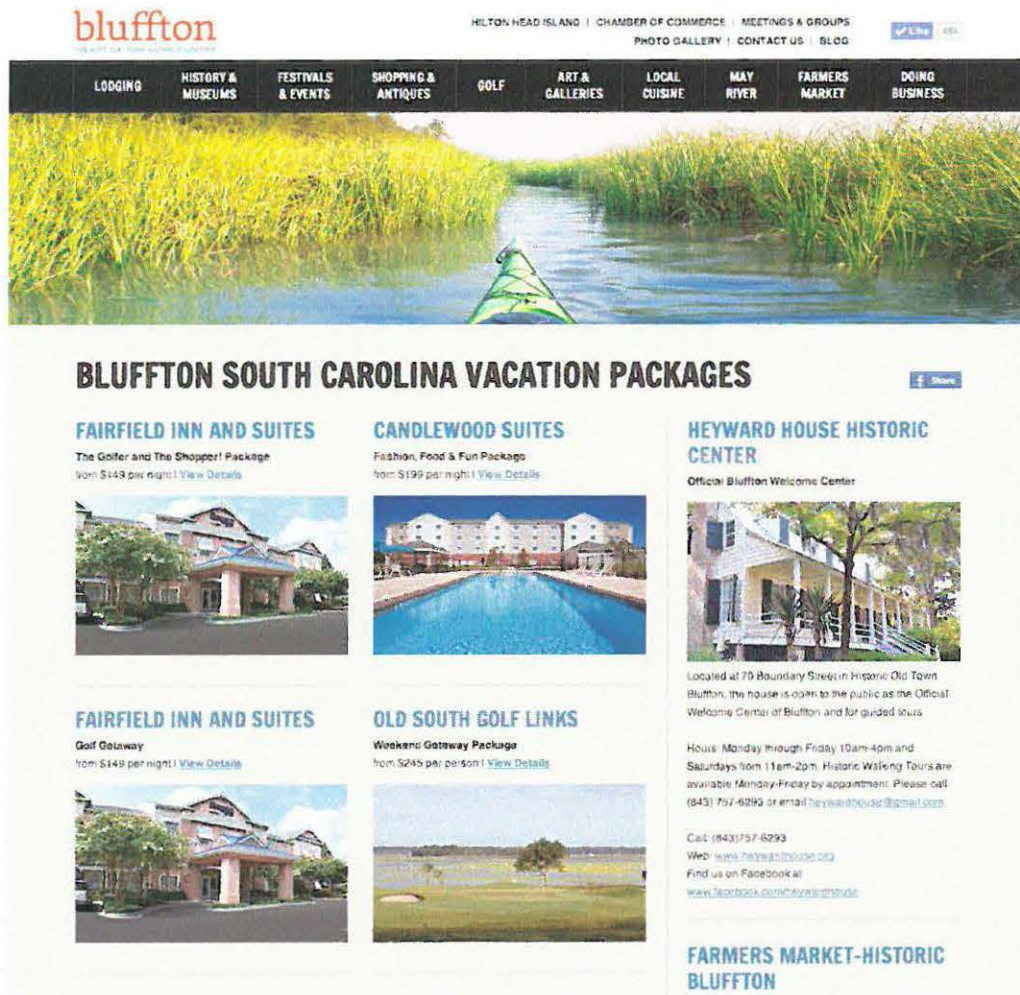 bluffton
HILTON HEAD ISLAND | CHAMBER OF COMMERCE | MEETINGS & GROUPS
PHOTO GALLERY | CONTACT US | BLOG
Like
LODGING
HISTORY &
MUSEUMS
FESTIVALS
& EVENTS
SHOPPING &
ANTIQUES
GOLF
ART &
GALLERIES
LOCAL
CUISINE
MAY
RIVER
FARMERS
MARKET
DOING
BUSINESS
BLUFFTON SOUTH CAROLINA VACATION PACKAGES
Share
FAIRFIELD INN AND SUITES
The Golfer and The Shopper! Package
from $149 per night | View Details
CANDLEWOOD SUITES
Fashion, Food & Fun Package
from $199 per night | View Details
FAIRFIELD INN AND SUITES
Golf Getaway
from $149 per night | View Details
OLD SOUTH GOLF LINKS
Weekend Getaway Package
from $245 per person | View Details
HEYWARD HOUSE HISTORIC
CENTER
Official Bluffton Welcome Center
Located at 70 Boundary Street in Historic Old Town
Bluffton, the house is open to the public as the Official
Welcome Center of Bluffton and for guided tours
Hours: Monday through Friday 10am-4pm and
Saturdays from 11am-2pm. Historic Walking Tours are
available Monday-Friday by appointment. Please call
(843) 757-6293 or email heywardhouse@gmail.com
Call: (843)757-6293
Web: www.heywardhouse.org
Find us on Facebook at
www.facebook.com/heywardhouse
FARMERS MARKET-HISTORIC
BLUFFTON